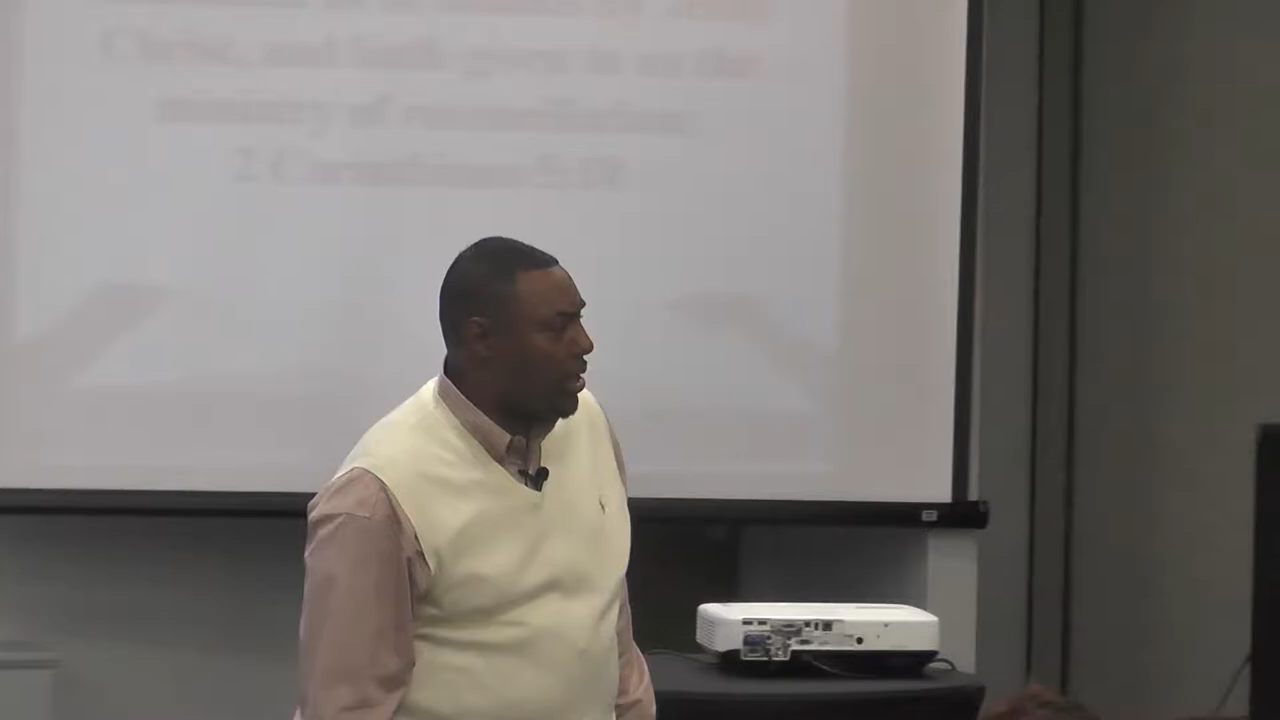 Christ, and hath given to us the
ministry of reconciliation;
2 Corinthians 5:18